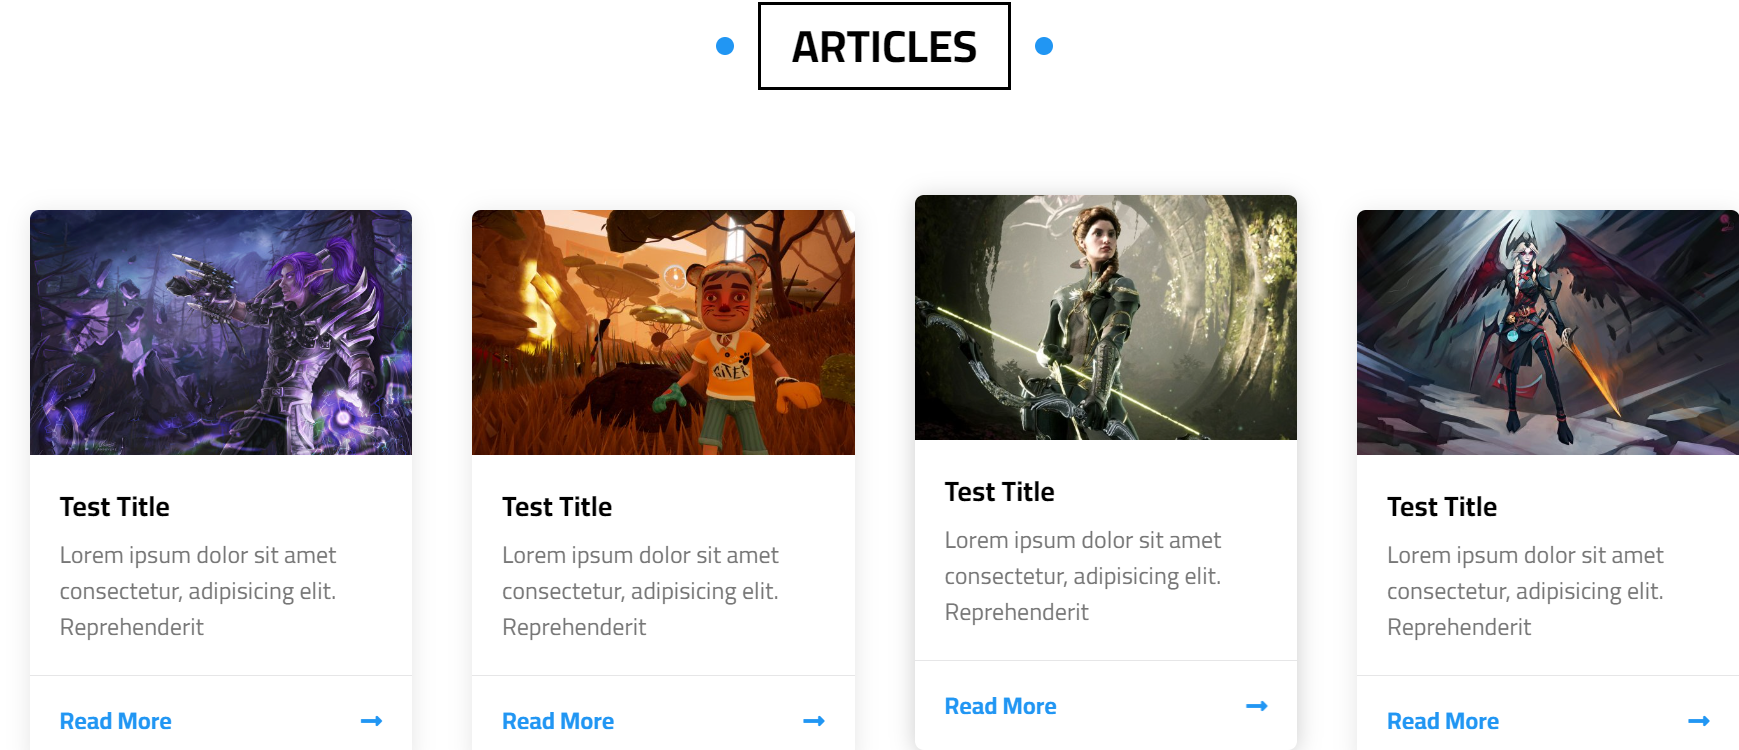 ARTICLES
Test Title
Lorem ipsum dolor sit amet
consectetur, adipisicing elit.
Reprehenderit
Read More
Test Title
Lorem ipsum dolor sit amet
consectetur, adipisicing elit.
Reprehenderit
Read More
Test Title
Lorem ipsum dolor sit amet
consectetur, adipisicing elit.
Reprehenderit
Read More
Test Title
Lorem ipsum dolor sit amet
consectetur, adipisicing elit.
Reprehenderit
Read More